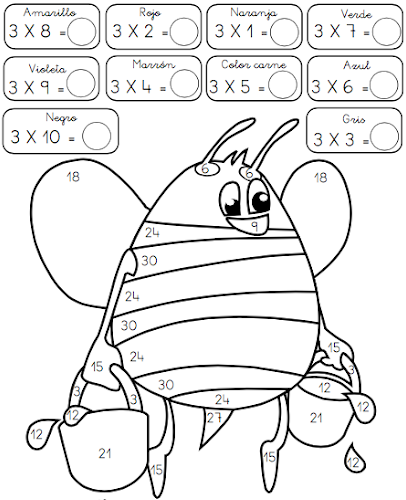 Amarillo
3 X 8 =
Rojo
3 X 2 =
Naranja
3 X 1 =
Verde
3 X 7 =
Violeta
3 X 9 =
Marrón
3 X 4 =
Color carne
3 X 5 =
Azul
3 X 6 =
Negro
3 X 10 =
Gris
3 X 3 =
6
6
18
18
9
24
30
24
30
24
15
15
3
3
3
12
12
12
12
12
30
24
27
21
21
15
15
12